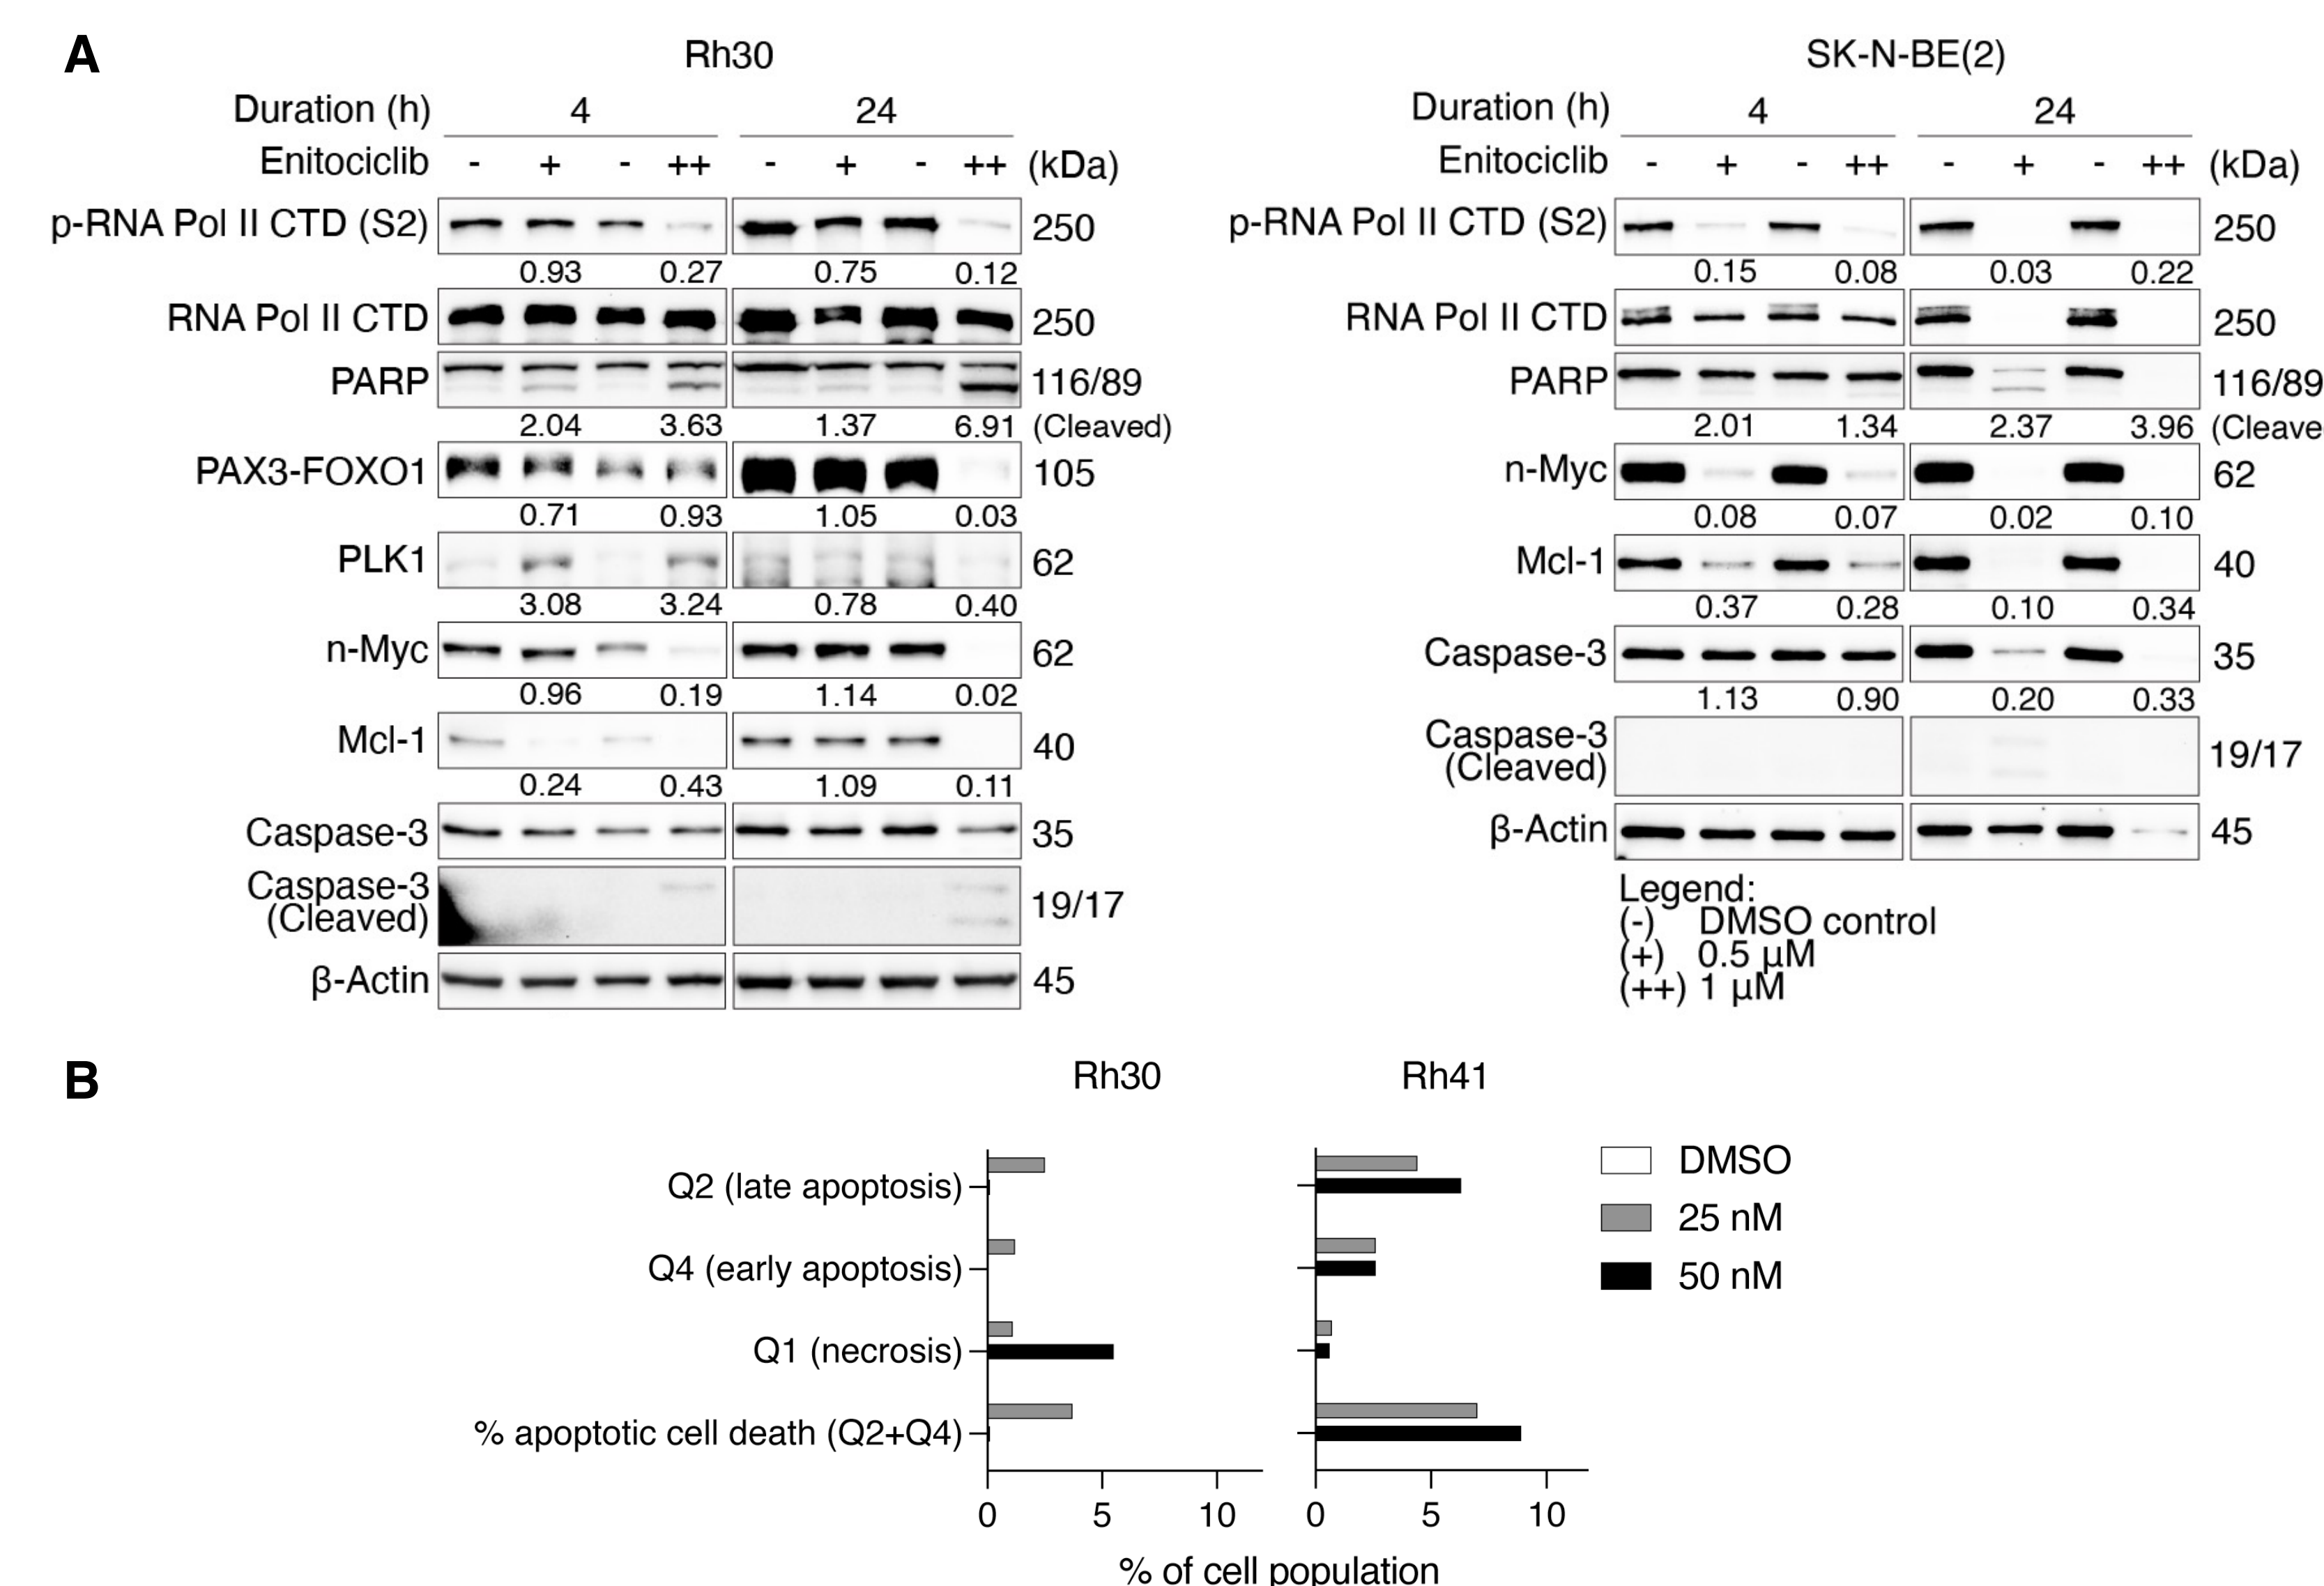 A
Rh30
Duration (h) 4 24
Enitociclib - + - ++ - + - ++ (kDa)
p-RNA Pol II CTD (S2) 250
0.93 0.27 0.75 0.12
RNA Pol II CTD 250
PARP 116/89
2.04 3.63 1.37 6.91 (Cleaved)
PAX3-FOXO1 105
0.71 0.93 1.05 0.03
PLK1 62
3.08 3.24 0.78 0.40
n-Myc 62
0.96 0.19 1.14 0.02
Mcl-1 40
0.24 0.43 1.09 0.11
Caspase-3 35
Caspase-3
(Cleaved) 19/17
β-Actin 45
SK-N-BE(2)
Duration (h) 4 24
Enitociclib - + - ++ - + - ++ (kDa)
p-RNA Pol II CTD (S2) 250
0.15 0.08 0.03 0.22
RNA Pol II CTD 250
PARP 116/89
2.01 1.34 2.37 3.96 (Cleave
n-Myc 62
0.08 0.07 0.02 0.10
Mcl-1 40
0.37 0.28 0.10 0.34
Caspase-3 35
1.13 0.90 0.20 0.33
Caspase-3
(Cleaved) 19/17
β-Actin 45
Legend:
(-) DMSO control
(+) 0.5 μM
(++) 1 μM
B
Rh30 Rh41
Q2 (late apoptosis)
Q4 (early apoptosis)
Q1 (necrosis)
% apoptotic cell death (Q2+Q4)
0 5 10 0 5 10
% of cell population
DMSO
25 nM
50 nM